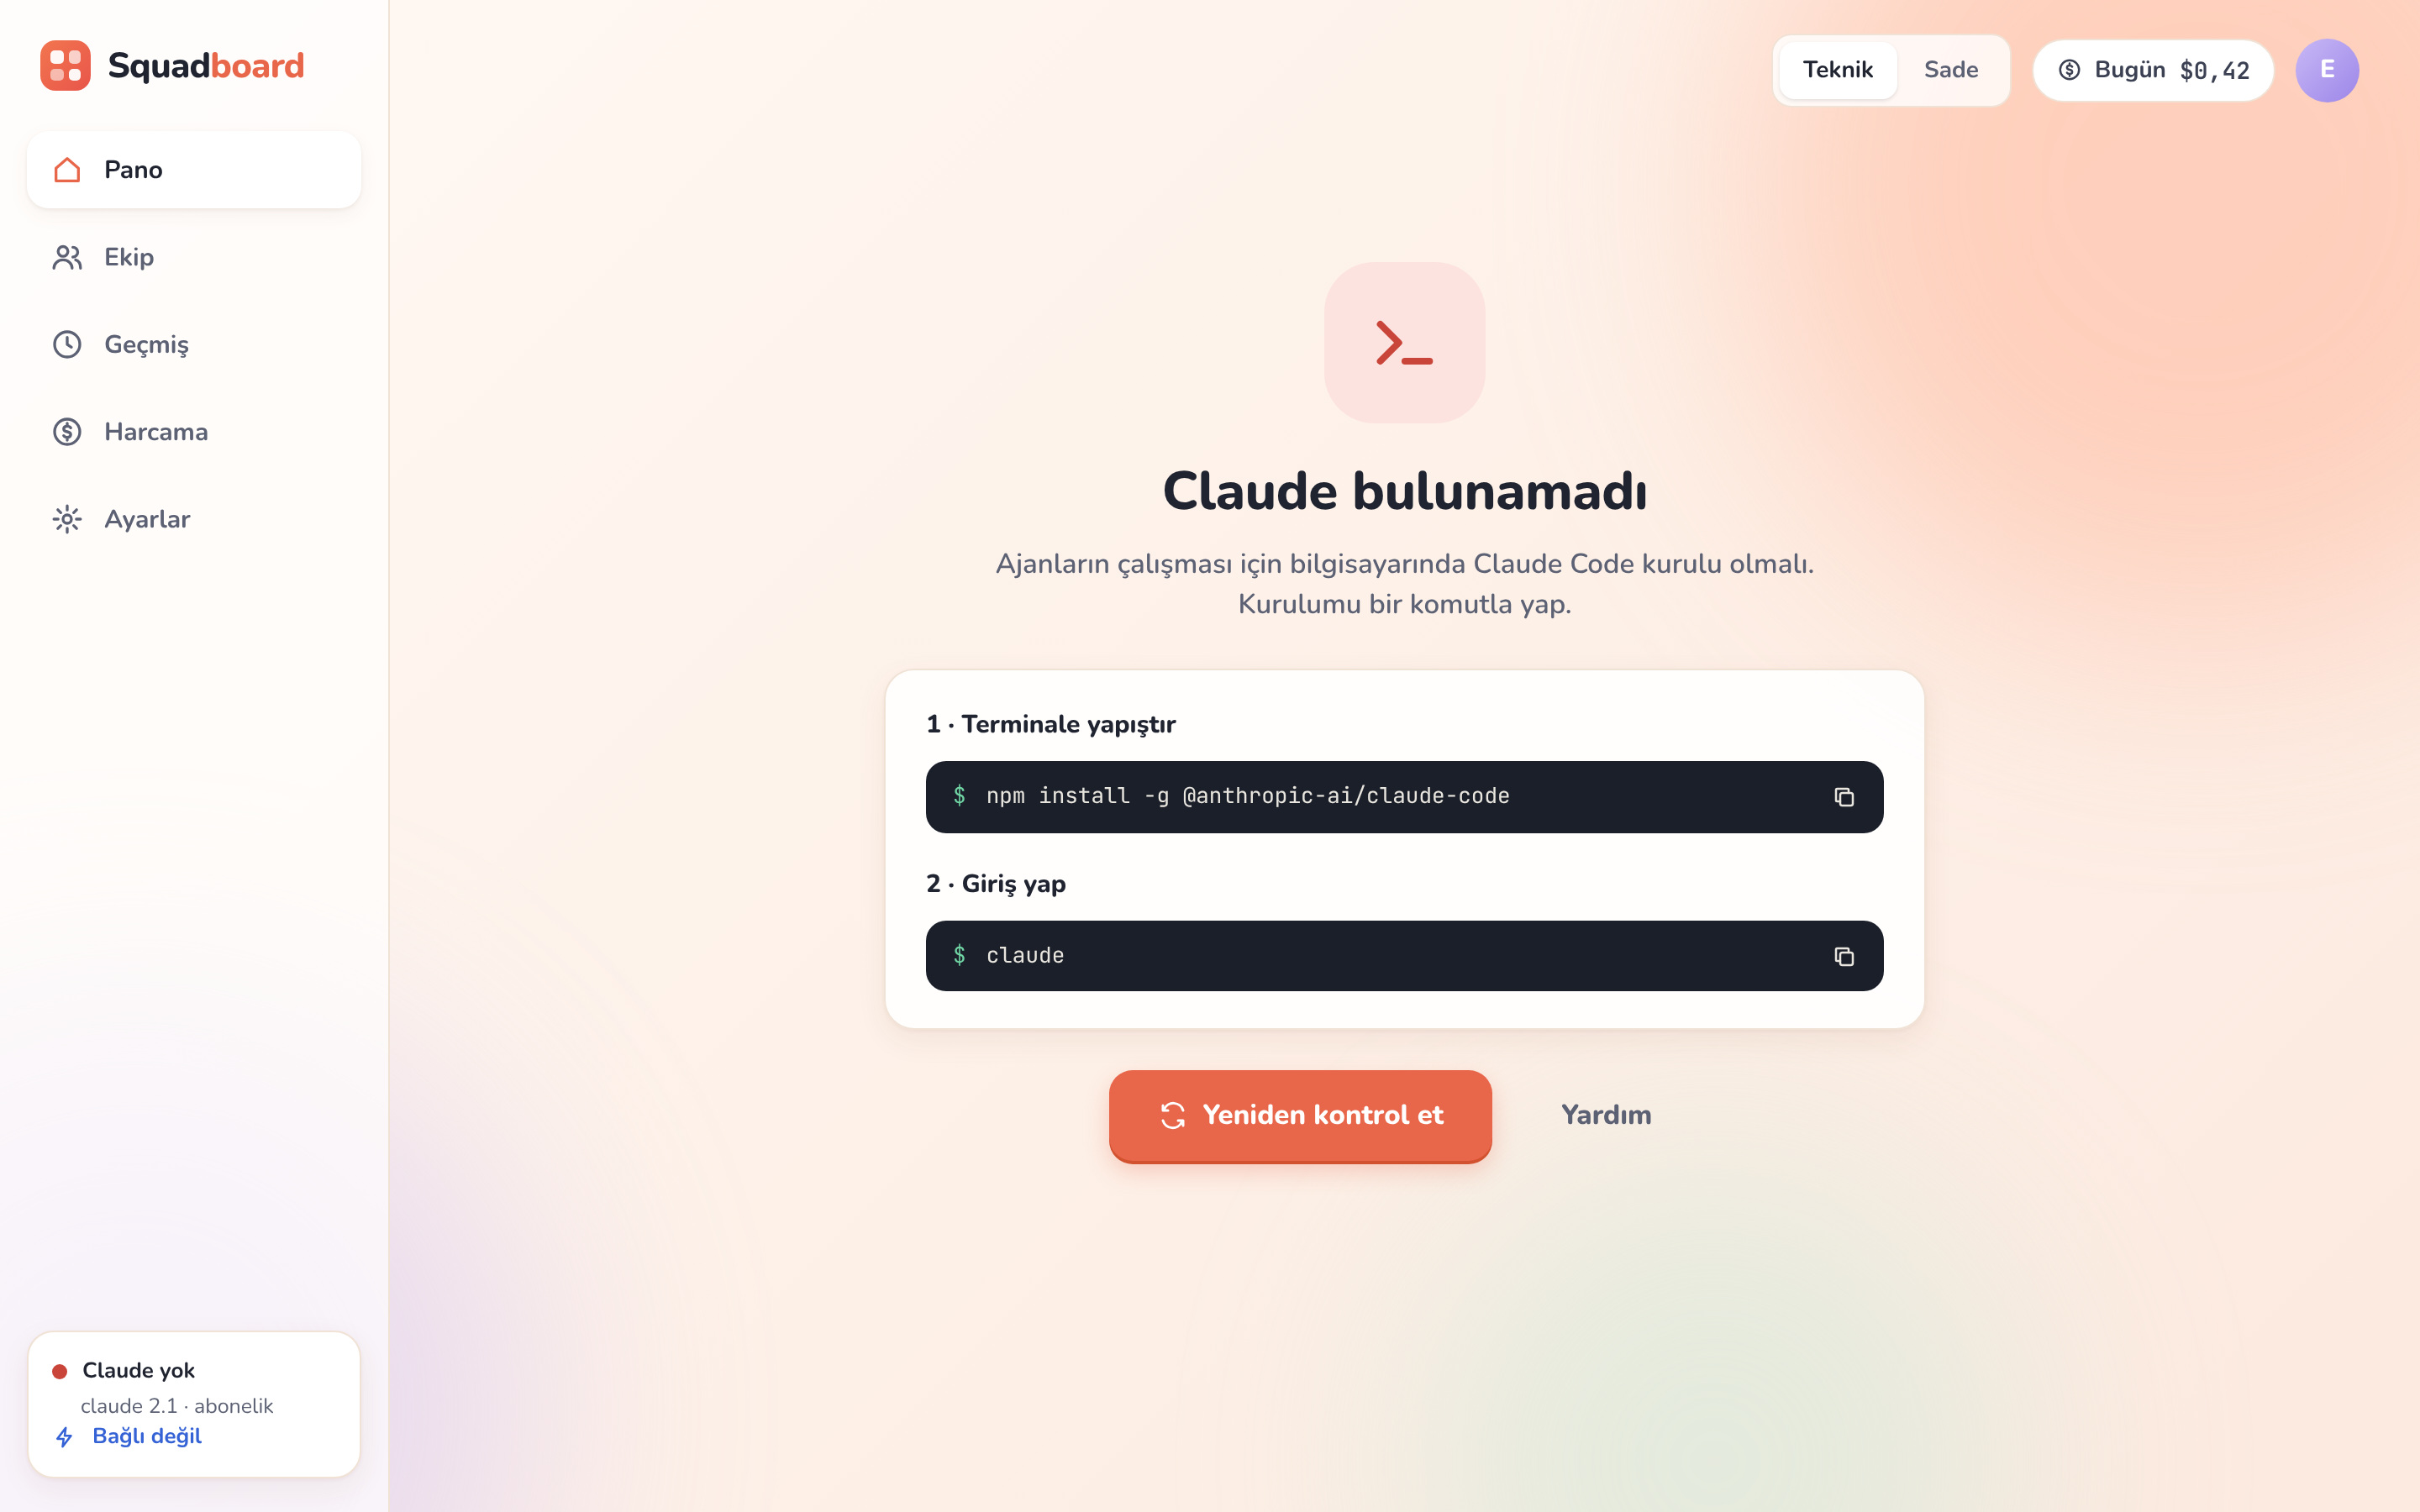 Squadboard
Teknik
Sade
Bugün $0,42
E
Pano
Ekip
Geçmiş
Harcama
Ayarlar
Claude bulunamadı
Ajanların çalışması için bilgisayarında Claude Code kurulu olmalı.
Kurulumu bir komutla yap.
1 · Terminale yapıştır
$ npm install -g @anthropic-ai/claude-code
2 · Giriş yap
$ claude
Yeniden kontrol et
Yardım
Claude yok
claude 2.1 · abonelik
Bağlı değil